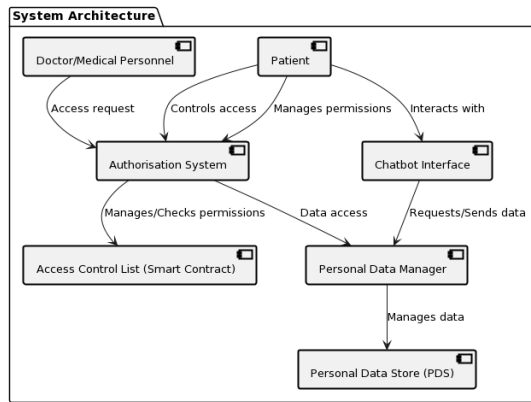 System Architecture
Doctor/Medical Personnel
Patient
Access request
Controls access
Manages permissions
Interacts with
Authorisation System
Chatbot Interface
Manages/Checks permissions
Data access
Requests/Sends data
Access Control List (Smart Contract)
Personal Data Manager
Manages data
Personal Data Store (PDS)